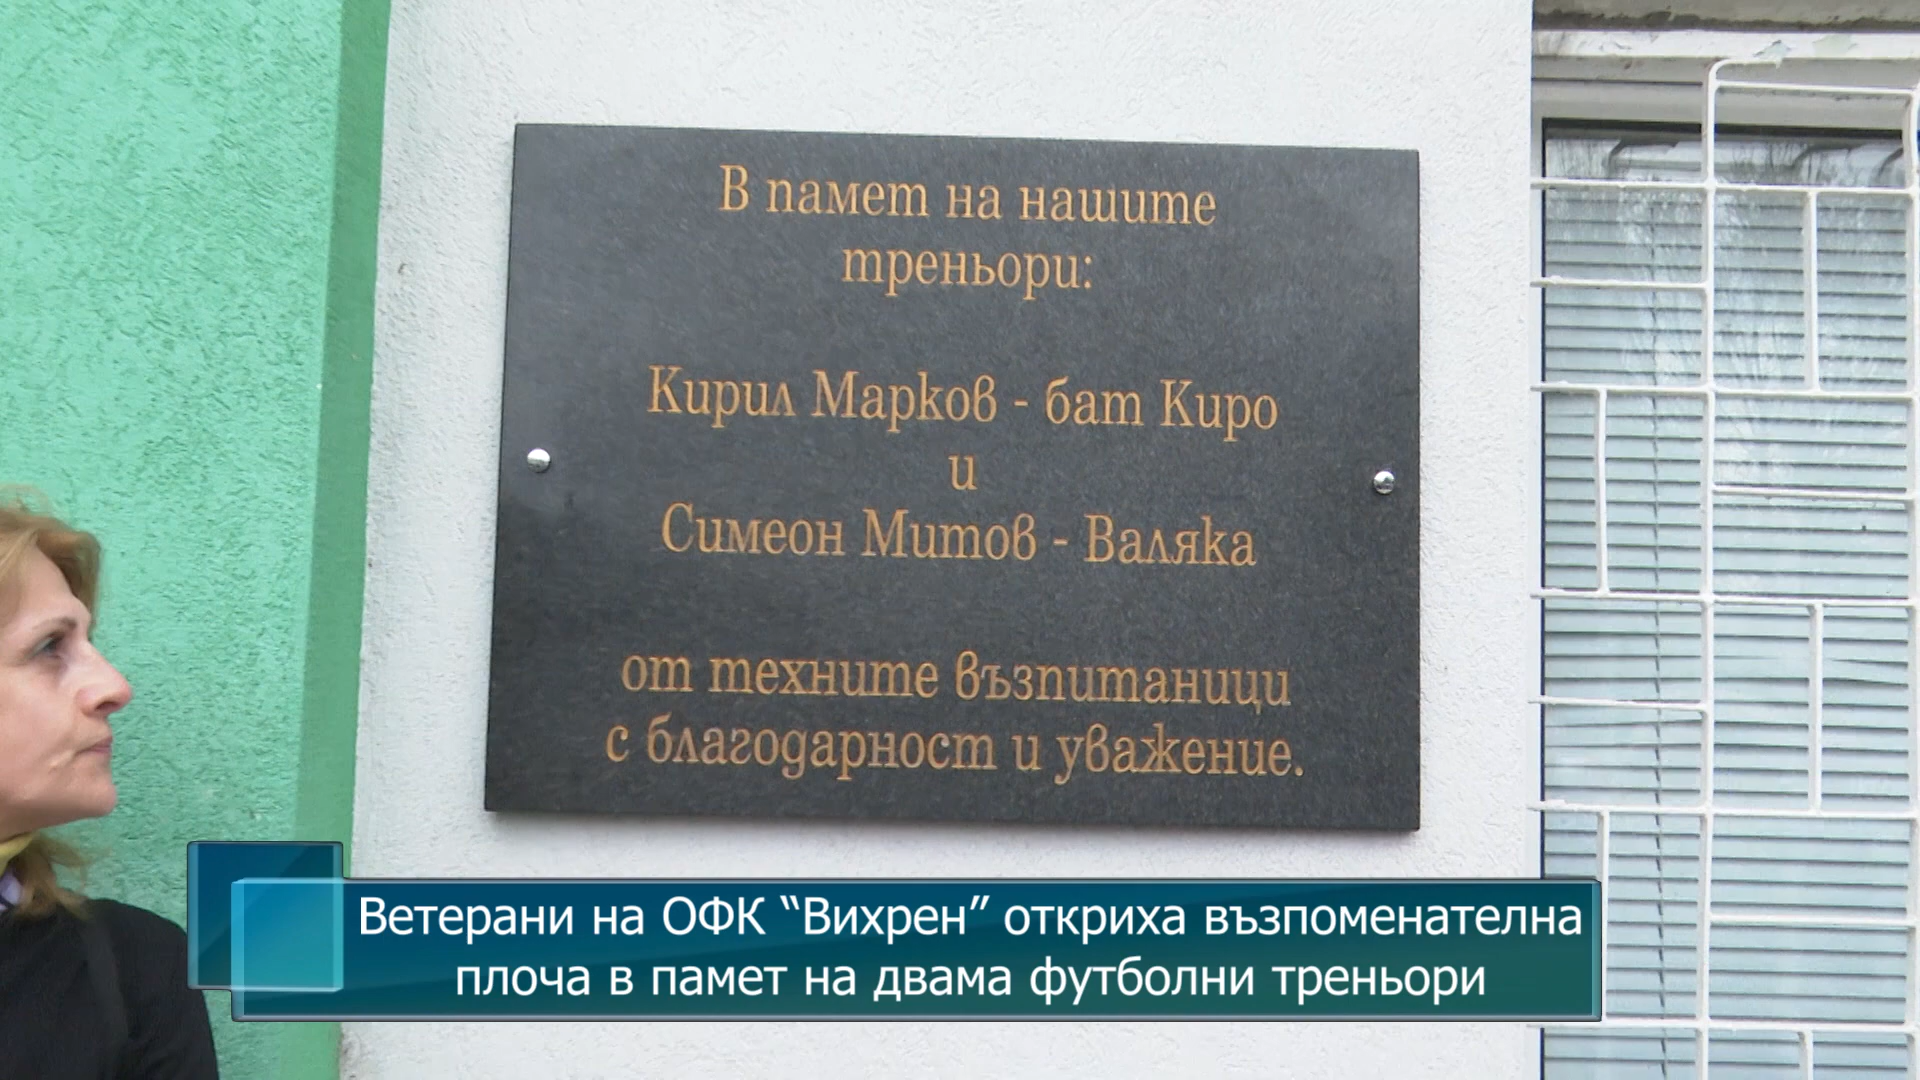 В памет на нашите
треньори:
Кирил Марков - бат Киро
и
Симеон Митов - Валяка
от техните възпитаници
с благодарност и уважение.
Ветерани на ОФК “Вихрен” откриха възпоменателна
плоча в памет на двама футболни треньори